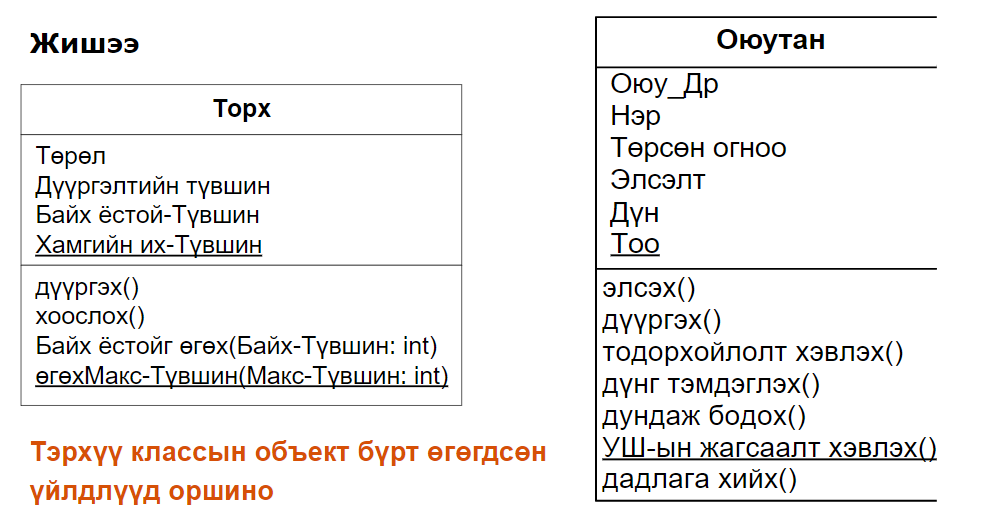 Жишээ
Торх
Төрөл
Дүүргэлтийн түвшин
Байх ёстой-Түвшин
Хамгийн их-Түвшин
дүүргэх()
хоослох()
Байх ёстойг өгөх(Байх-Түвшин: int)
өгөхМакс-Түвшин(Макс-Түвшин: int)
Тэрхүү классын объект бүрт өгөгдсөн
үйлдлүүд оршино
Оюутан
Оюу_Др
Нэр
Төрсөн огноо
Элсэлт
Дүн
Тоо
элсэх()
дүүргэх()
тодорхойлолт хэвлэх()
дүнг тэмдэглэх()
дундаж бодох()
УШ-ын жагсаалт хэвлэх()
дадлага хийх()